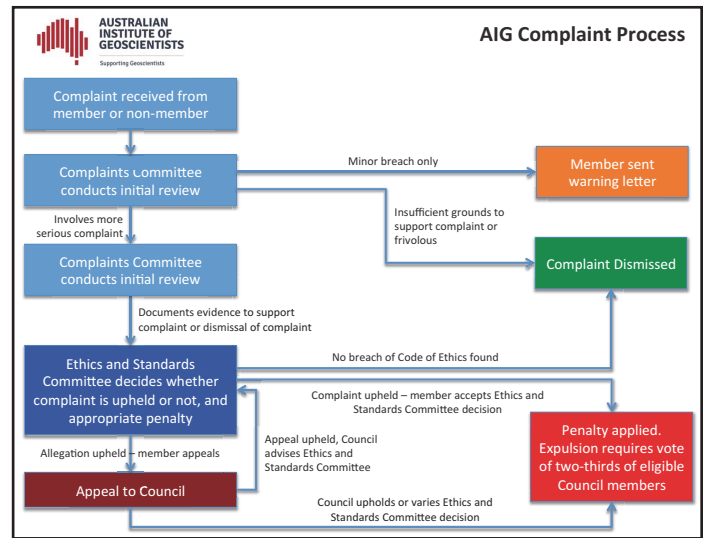 AUSTRALIAN
INSTITUTE OF
GEOSCIENTISTS
Supporting Geoscientists
AIG Complaint Process
Complaint received from
member or non-member
Complaints Committee
conducts initial review
Minor breach only
Member sent
warning letter
Involves more
serious complaint
Insufficient grounds to
support complaint or
frivolous
Complaints Committee
conducts initial review
Complaint Dismissed
Documents evidence to support
complaint or dismissal of complaint
Ethics and Standards
Committee decides whether
complaint is upheld or not, and
appropriate penalty
No breach of Code of Ethics found
Complaint upheld – member accepts Ethics and
Standards Committee decision
Allegation upheld – member appeals
Appeal upheld, Council
advises Ethics and
Standards Committee
Penalty applied.
Expulsion requires vote
of two-thirds of eligible
Council members
Appeal to Council
Council upholds or varies Ethics and
Standards Committee decision